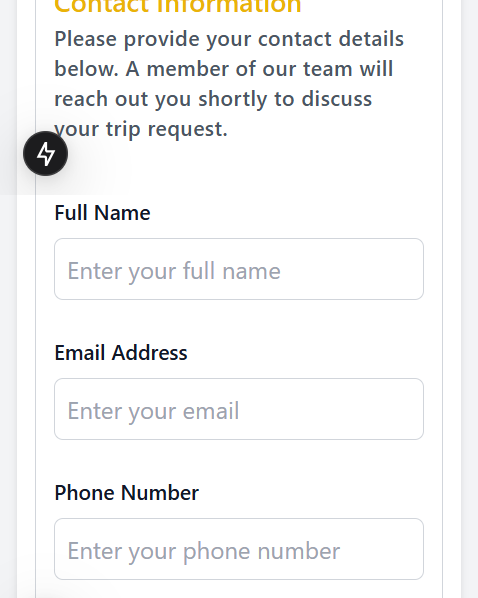 Contact Information
Please provide your contact details
below. A member of our team will
reach out you shortly to discuss
your trip request.
Full Name
Enter your full name
Email Address
Enter your email
Phone Number
Enter your phone number